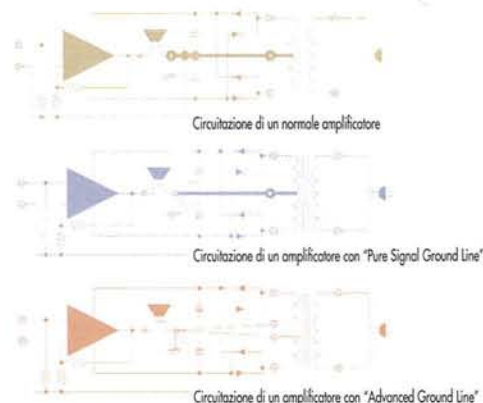 Circuitazione di un normale amplificatore
Circuitazione di un amplificatore con "Pure Signal Ground Line"
Circuitazione di un amplificatore con "Advanced Ground Line"